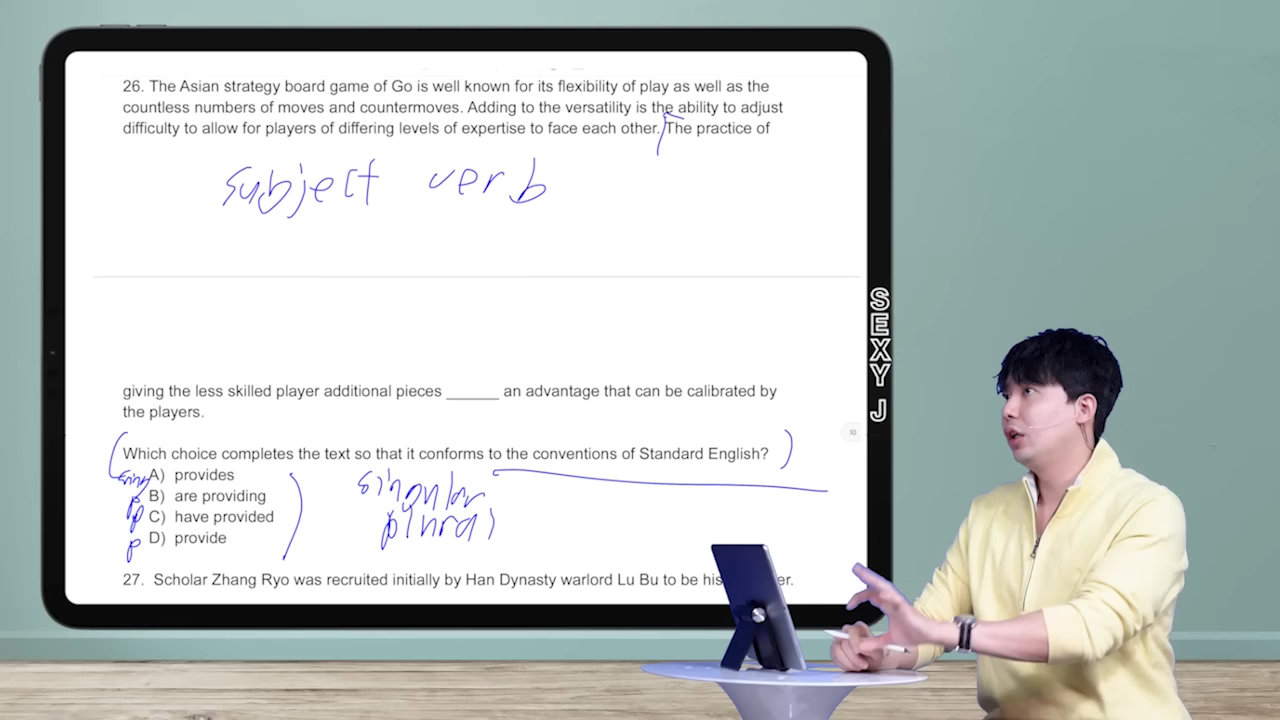 26. The Asian strategy board game of Go is well known for its flexibility of play as well as the
countless numbers of moves and countermoves. Adding to the versatility is the ability to adjust
difficulty to allow for players of differing levels of expertise to face each other. The practice of
subject verb
giving the less skilled player additional pieces ______ an advantage that can be calibrated by
the players.
Which choice completes the text so that it conforms to the conventions of Standard English?
sing A) provides
p B) are providing
p C) have provided
p D) provide
singular
plural
27. Scholar Zhang Ryo was recruited initially by Han Dynasty warlord Lu Bu to be his
SEXY J